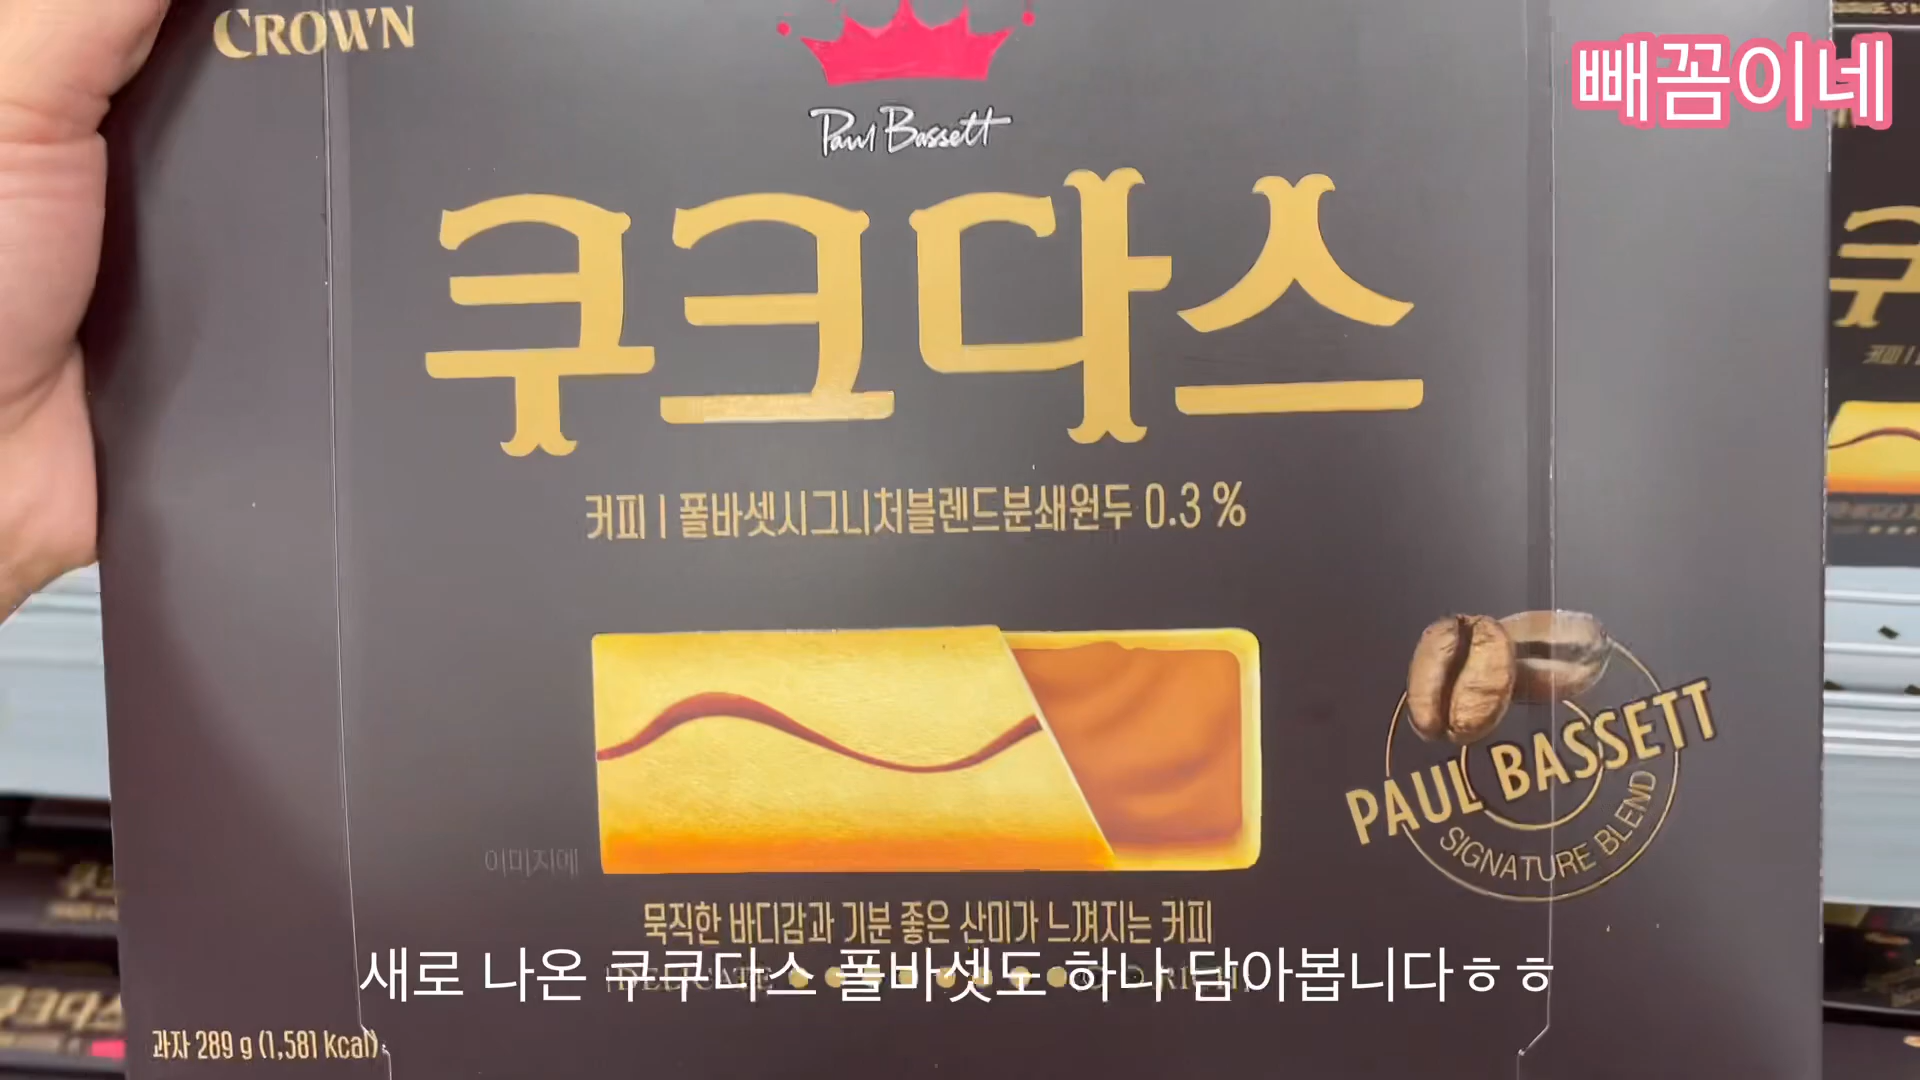 CROWN
빼꼼이네
Paul Bassett
쿠크다스
커피 | 폴바셋시그니처블렌드분쇄원두 0.3 %
PAUL BASSETT
SIGNATURE BLEND
이미지예
묵직한 바디감과 기분 좋은 산미가 느껴지는 커피
새로 나온 쿠쿠다스 폴바셋도 하나 담아봅니다ㅎㅎ
과자 289 g (1,581 kcal)